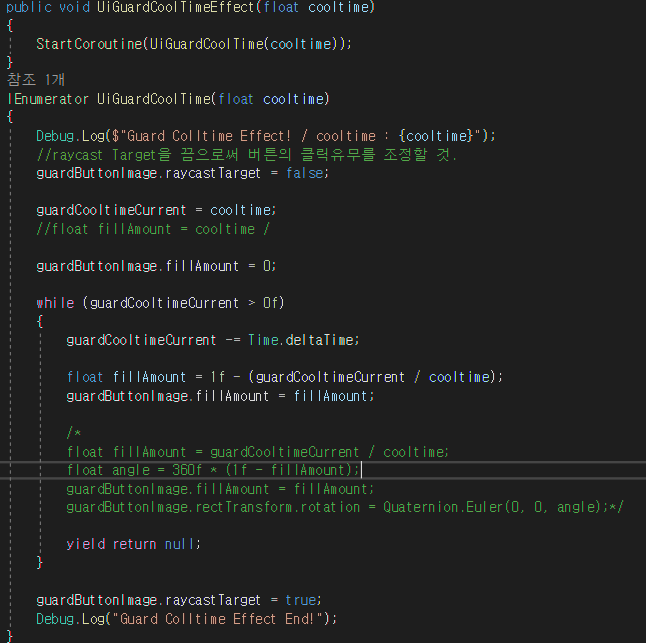 public void UiGuardCoolTimeEffect(float cooltime)
{
    StartCoroutine(UiGuardCoolTime(cooltime));
}
참조 1개
IEnumerator UiGuardCoolTime(float cooltime)
{
    Debug.Log($"Guard Colltime Effect! / cooltime : {cooltime}");
    //raycast Target을 끔으로써 버튼의 클릭유무를 조정할 것.
    guardButtonImage.raycastTarget = false;

    guardCooltimeCurrent = cooltime;
    //float fillAmount = cooltime /

    guardButtonImage.fillAmount = 0;

    while (guardCooltimeCurrent > 0f)
    {
        guardCooltimeCurrent -= Time.deltaTime;

        float fillAmount = 1f - (guardCooltimeCurrent / cooltime);
        guardButtonImage.fillAmount = fillAmount;

        /*
        float fillAmount = guardCooltimeCurrent / cooltime;
        float angle = 360f * (1f - fillAmount);
        guardButtonImage.fillAmount = fillAmount;
        guardButtonImage.rectTransform.rotation = Quaternion.Euler(0, 0, angle);*/

        yield return null;
    }

    guardButtonImage.raycastTarget = true;
    Debug.Log("Guard Colltime Effect End!");
}